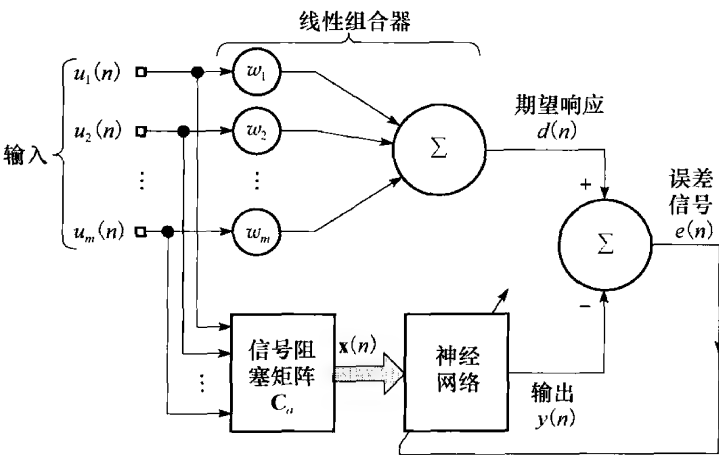 线性组合器
u₁(n)
w₁
u₂(n)
w₂
输入
⋮
⋮
uₘ(n)
wₘ
Σ
期望响应
d(n)
+
Σ
−
误差
信号
e(n)
信号阻
塞矩阵
Cₐ
⋮
x(n)
神经
网络
输出
y(n)